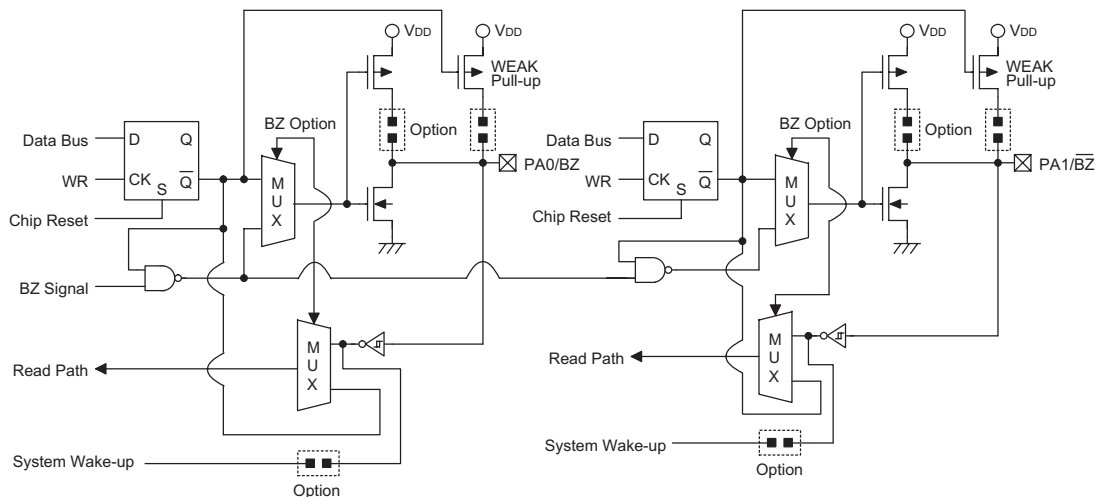 VDD
VDD
WEAK
Pull-up
BZ Option
Option
Data Bus
D
Q
WR
CK
Q̅
S
M
U
X
PA0/BZ
Chip Reset
BZ Signal
M
U
X
Read Path
System Wake-up
Option
VDD
VDD
WEAK
Pull-up
BZ Option
Option
Data Bus
D
Q
WR
CK
Q̅
S
M
U
X
PA1/B̅Z̅
Chip Reset
M
U
X
Read Path
System Wake-up
Option